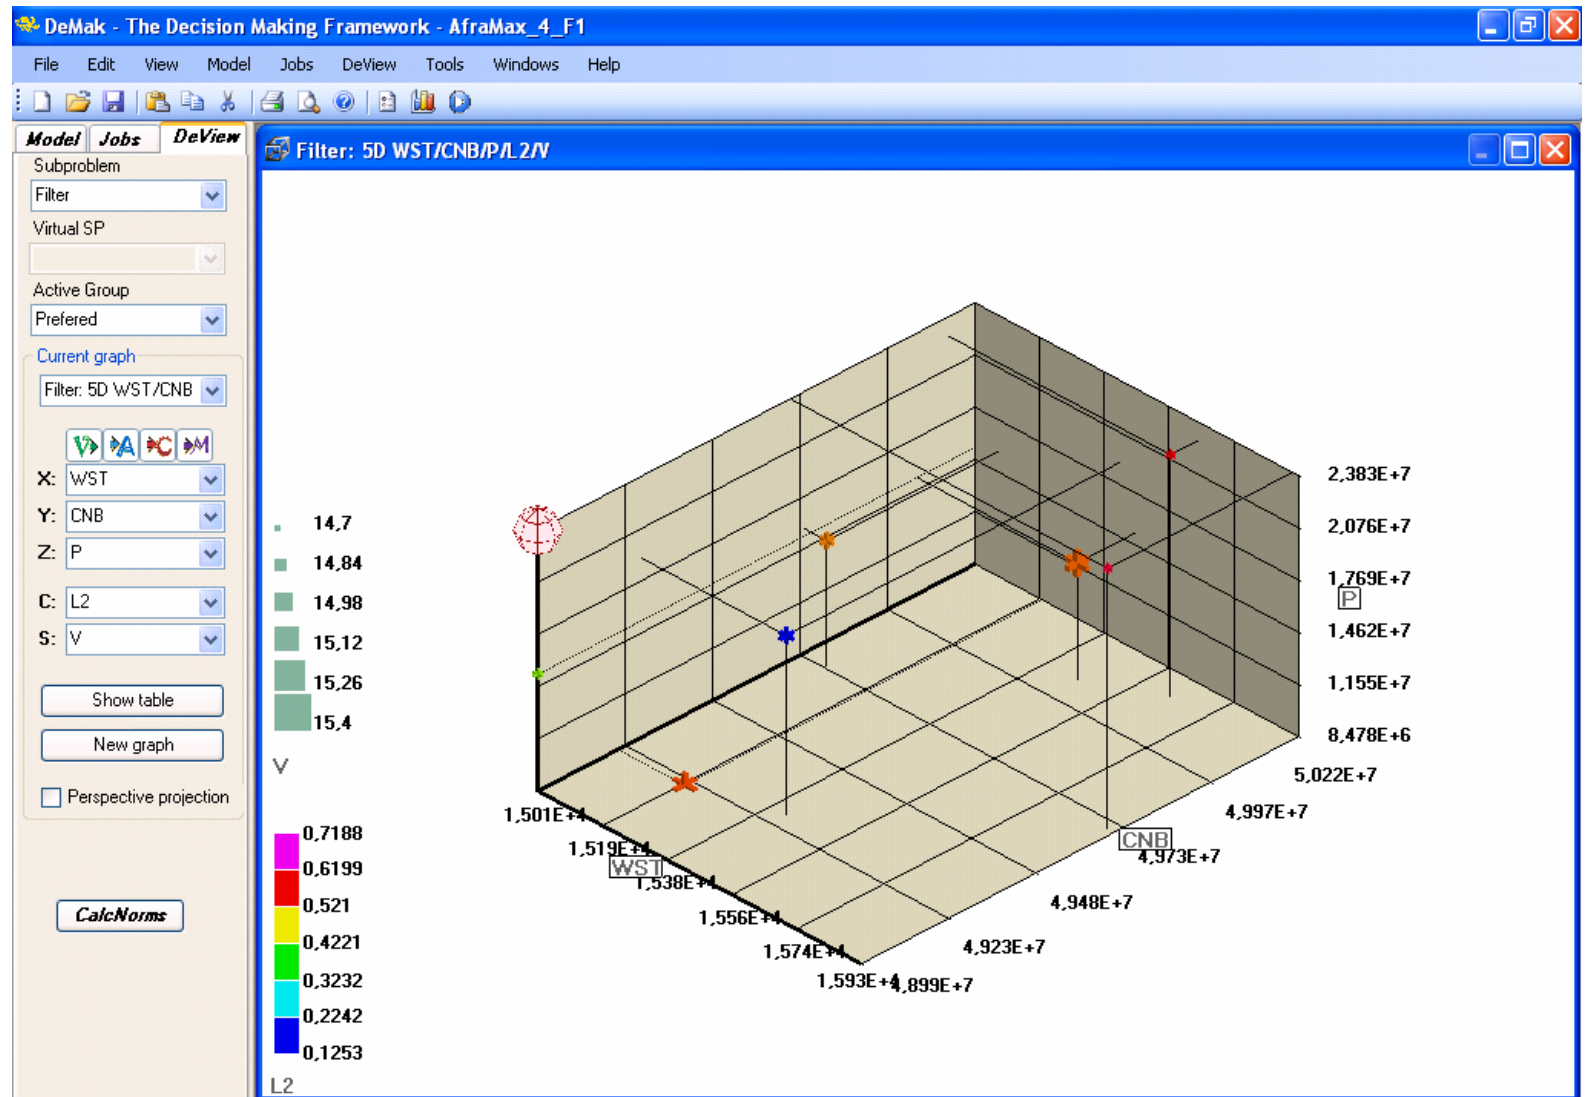 DeMak - The Decision Making Framework - AfraMax_4_F1
File Edit View Model Jobs DeView Tools Windows Help
Model Jobs DeView
Subproblem
Filter
Virtual SP
Active Group
Prefered
Current graph
Filter: 5D WST/CNB
V A C M
X: WST
Y: CNB
Z: P
C: L2
S: V
Show table
New graph
Perspective projection
CalcNorms
Filter: 5D WST/CNB/P/L2/V
14,7
14,84
14,98
15,12
15,26
15,4
V
0,7188
0,6199
0,521
0,4221
0,3232
0,2242
0,1253
L2
2,383E+7
2,076E+7
1,769E+7
P
1,462E+7
1,155E+7
8,478E+6
5,022E+7
4,997E+7
CNB
4,973E+7
4,948E+7
4,923E+7
4,899E+7
1,501E+4
1,519E+4
WST
1,538E+4
1,556E+4
1,574E+4
1,593E+4